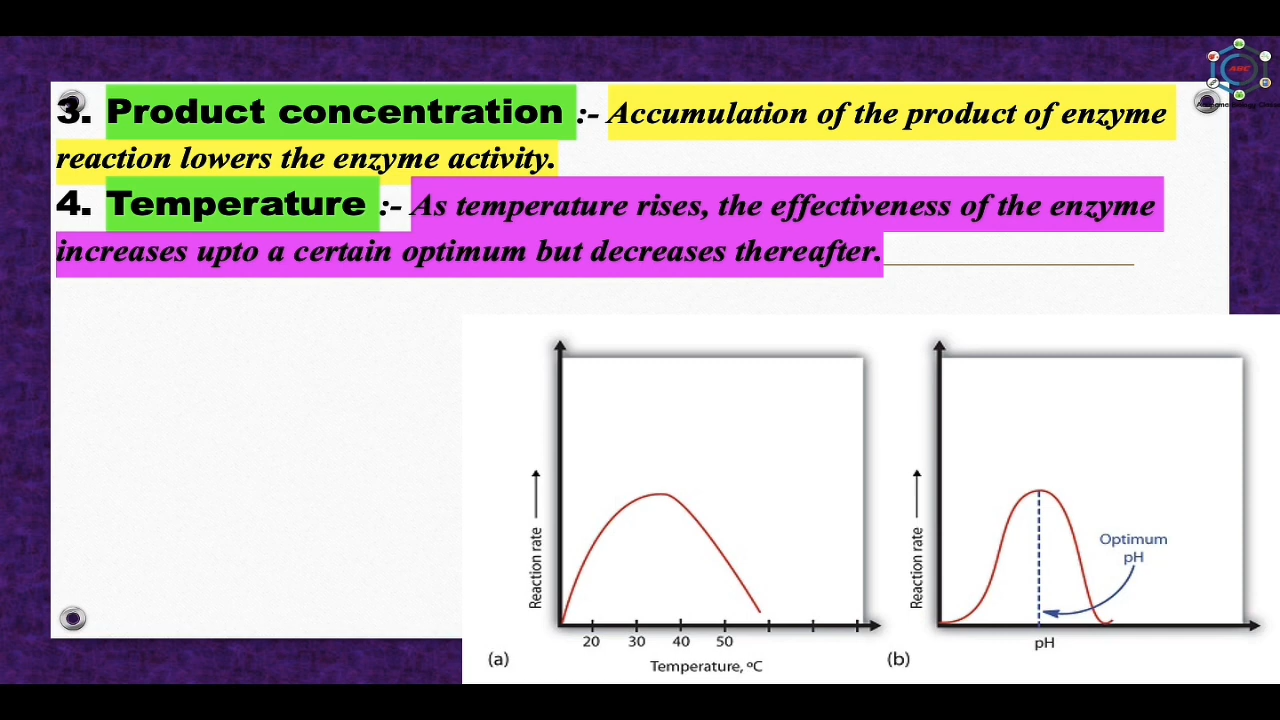 ABC
3. Product concentration :- Accumulation of the product of enzyme
reaction lowers the enzyme activity.
4. Temperature :- As temperature rises, the effectiveness of the enzyme
increases upto a certain optimum but decreases thereafter.
Reaction rate
20 30 40 50
Temperature, ºC
(a)
Reaction rate
Optimum
pH
pH
(b)